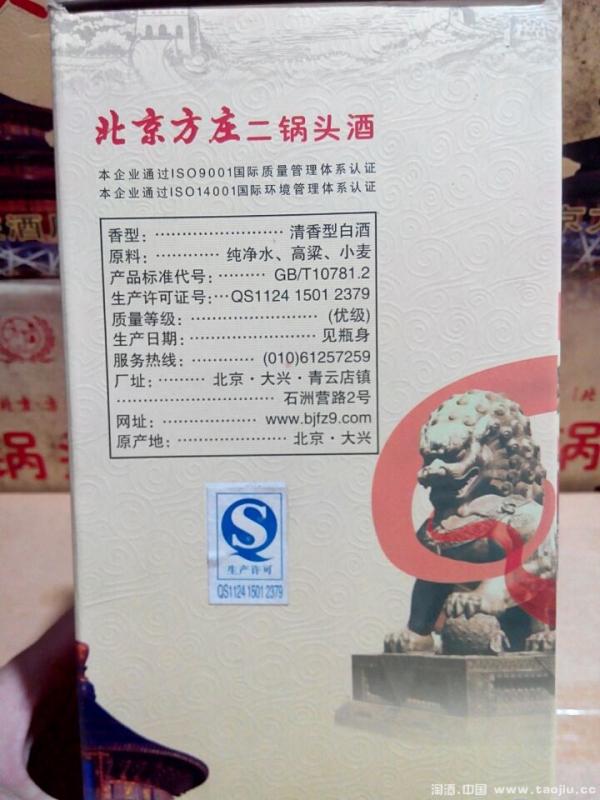 北京方庄二锅头酒
本企业通过ISO9001国际质量管理体系认证
本企业通过ISO14001国际环境管理体系认证
香型：························清香型白酒
原料：·············纯净水、高粱、小麦
产品标准代号：·········GB/T10781.2
生产许可证号：···QS1124 1501 2379
质量等级：························(优级)
生产日期：························见瓶身
服务热线：·············(010)61257259
厂址：·········北京·大兴·青云店镇
·························石洲营路2号
网址：················www.bjfz9.com
原产地：···················北京·大兴
S
生产许可
QS1124 1501 2379
酒
京
锅
锅
淘酒.中国 www.taojiu.cc